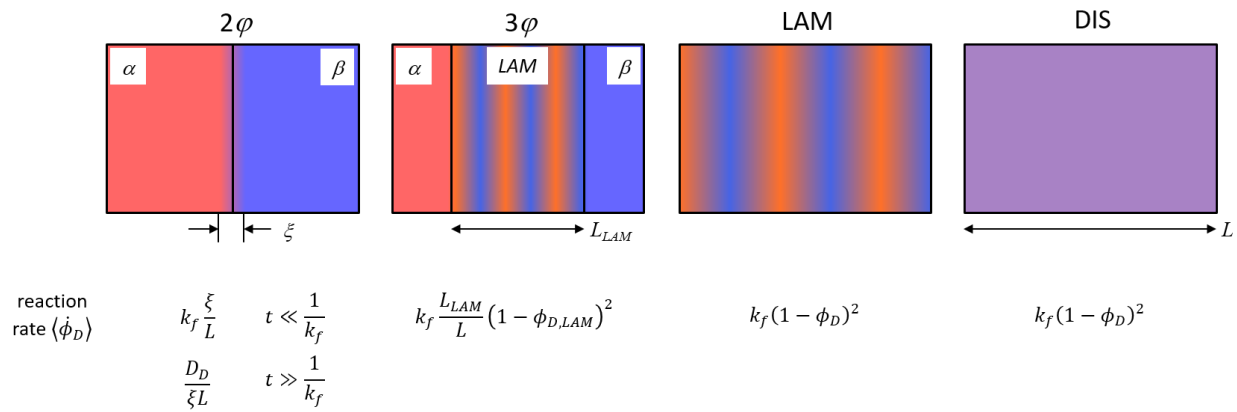 2φ 3φ LAM DIS
α β α LAM β
ξ L_LAM L
reaction
rate ⟨ϕ̇_D⟩
k_f ξ/L t ≪ 1/k_f k_f L_LAM/L (1 − ϕ_D,LAM)² k_f(1 − ϕ_D)² k_f(1 − ϕ_D)²
D_D/ξL t ≫ 1/k_f